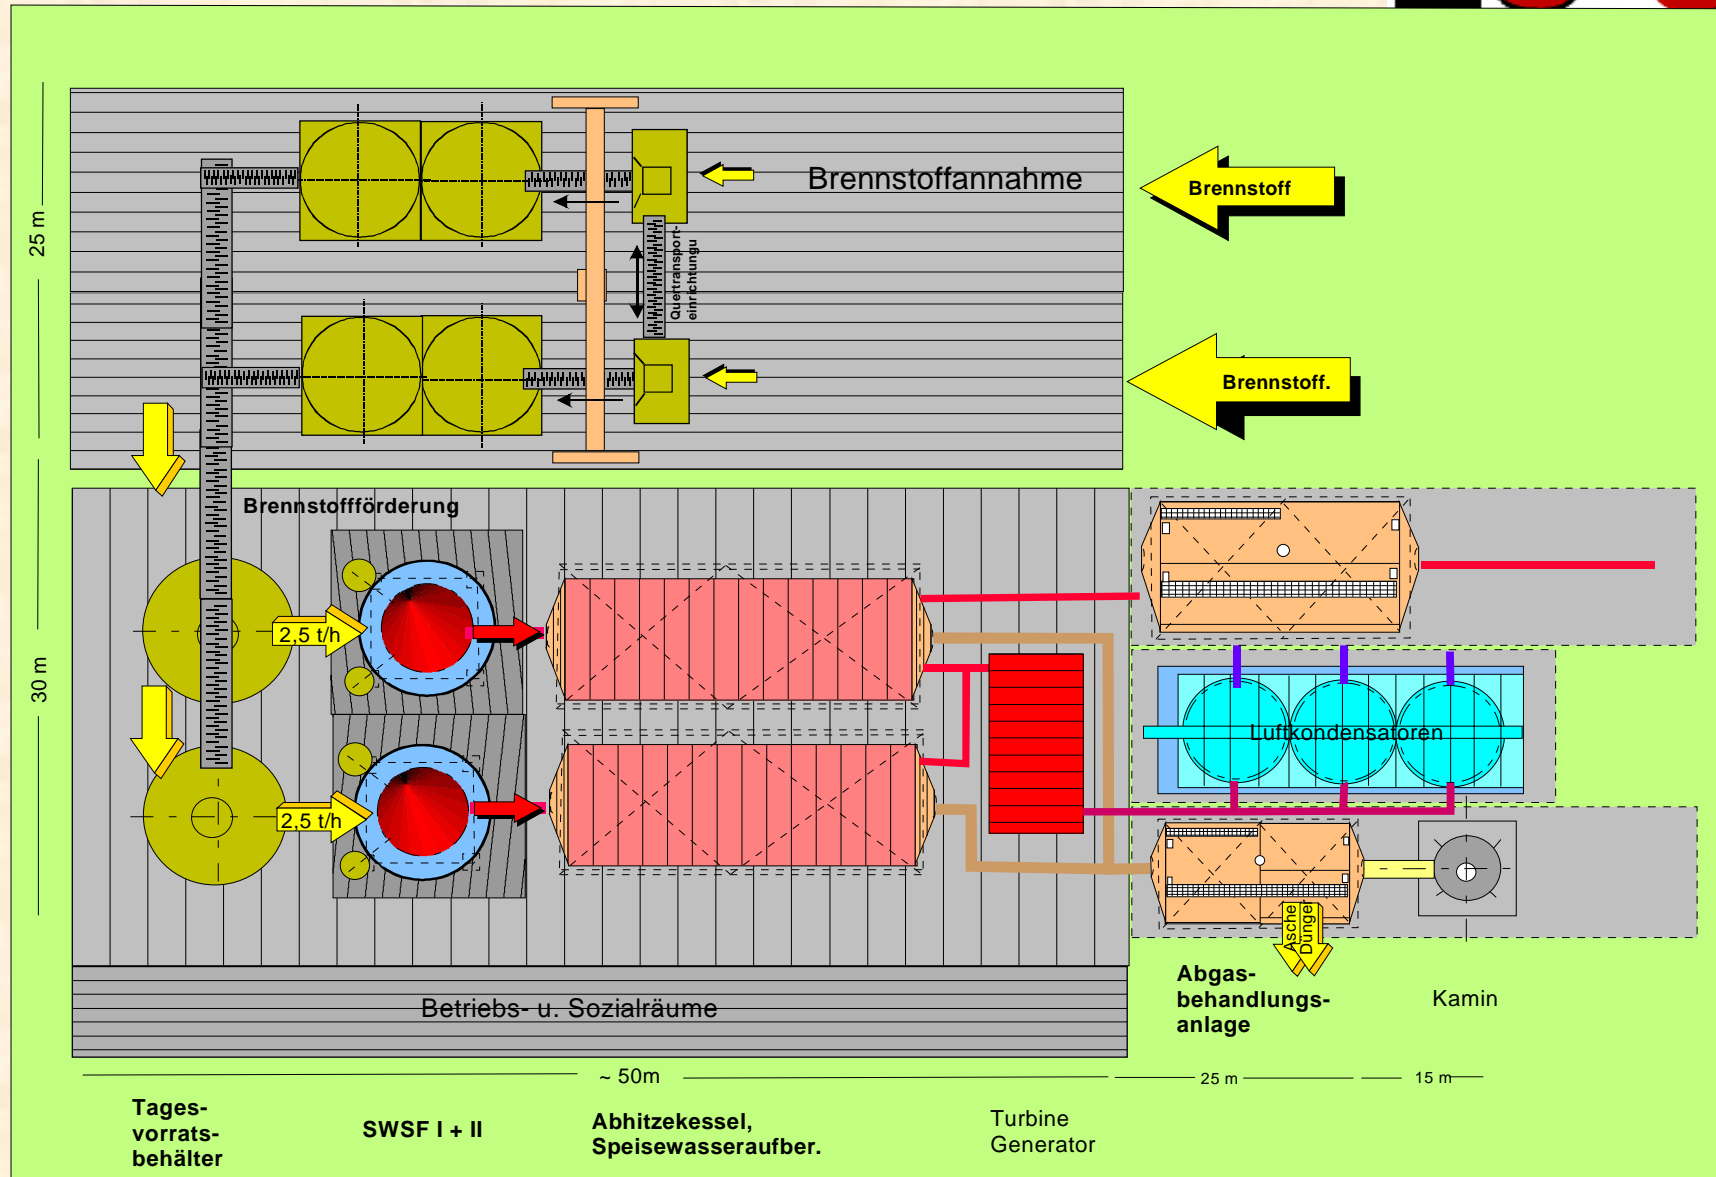 25 m
Brennstoffannahme
Brennstoff
Quertransport-
einrichtungu
Brennstoff.
Brennstoffförderung
30 m
2,5 t/h
2,5 t/h
Luftkondensatoren
Asche
Dünger
Abgas-
behandlungs-
anlage
Kamin
Betriebs- u. Sozialräume
~ 50m
25 m
15 m
Tages-
vorrats-
behälter
SWSF I + II
Abhitzekessel,
Speisewasseraufber.
Turbine
Generator